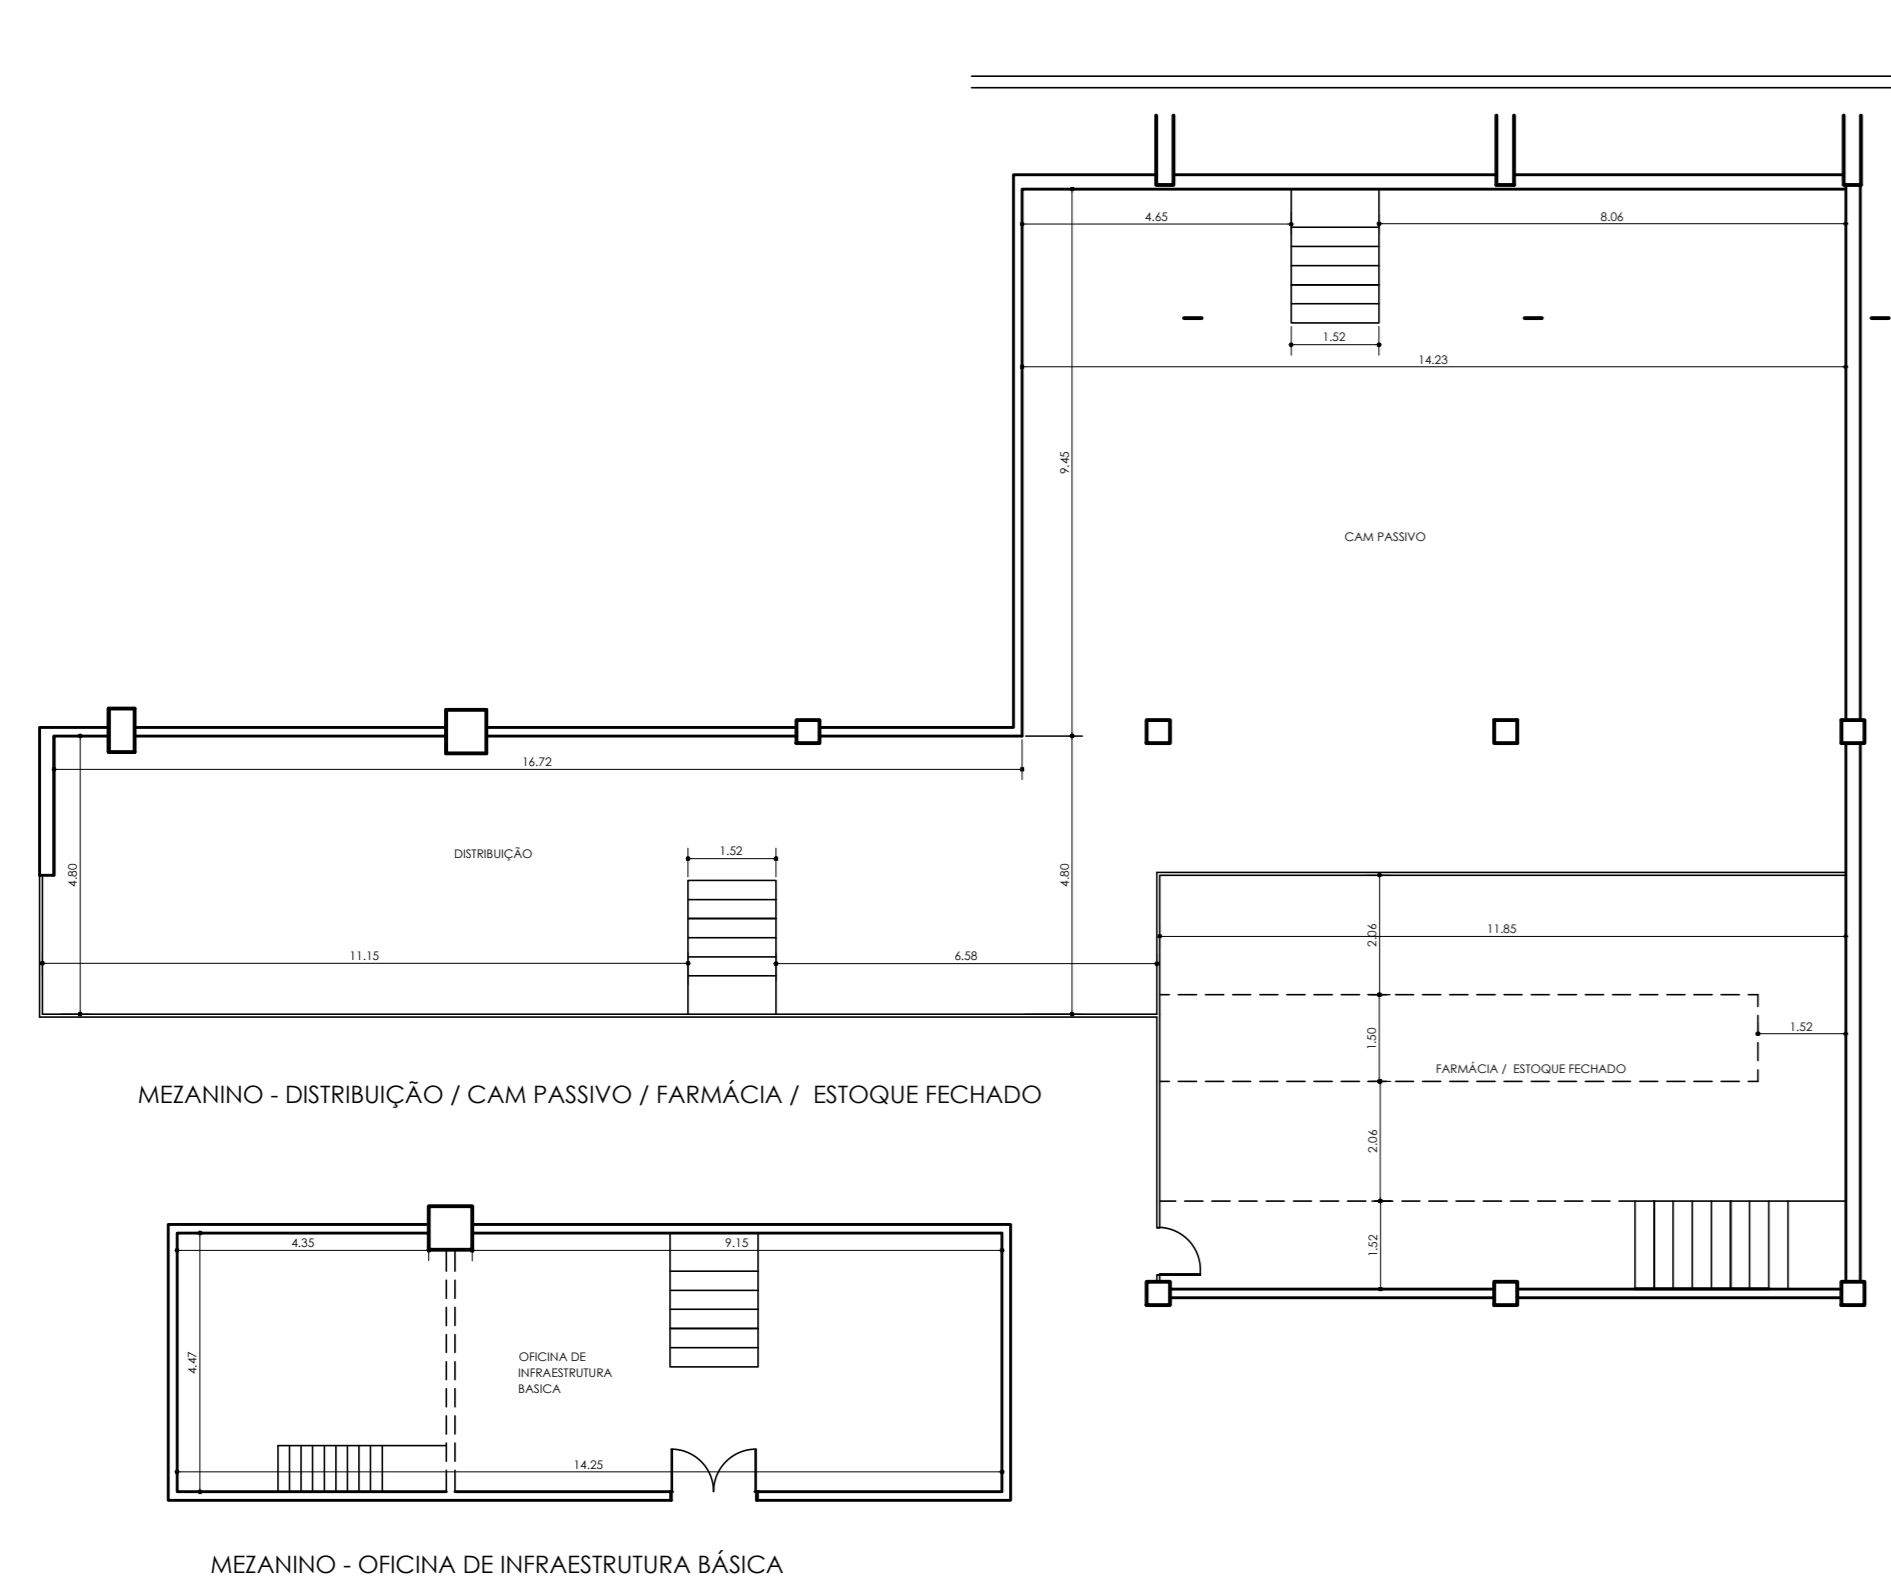 4.65
8.06
1.52
14.23
9.45
CAM PASSIVO
16.72
DISTRIBUIÇÃO
1.52
4.80
4.80
11.15
6.58
2.06
11.85
1.50
1.52
FARMÁCIA / ESTOQUE FECHADO
2.06
1.52
MEZANINO - DISTRIBUIÇÃO / CAM PASSIVO / FARMÁCIA / ESTOQUE FECHADO
4.35
9.15
4.47
OFICINA DE
INFRAESTRUTURA
BASICA
14.25
MEZANINO - OFICINA DE INFRAESTRUTURA BÁSICA